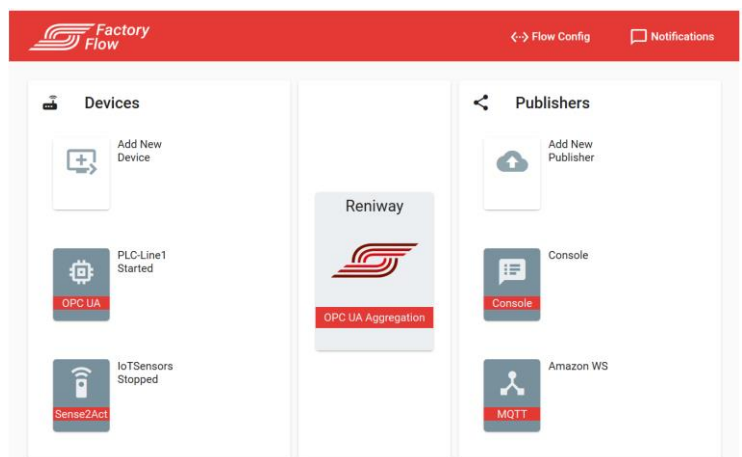 Factory
Flow
Flow Config
Notifications
Devices
Add New
Device
PLC-Line1
Started
OPC UA
IoTSensors
Stopped
Sense2Act
Reniway
OPC UA Aggregation
Publishers
Add New
Publisher
Console
Console
Amazon WS
MQTT